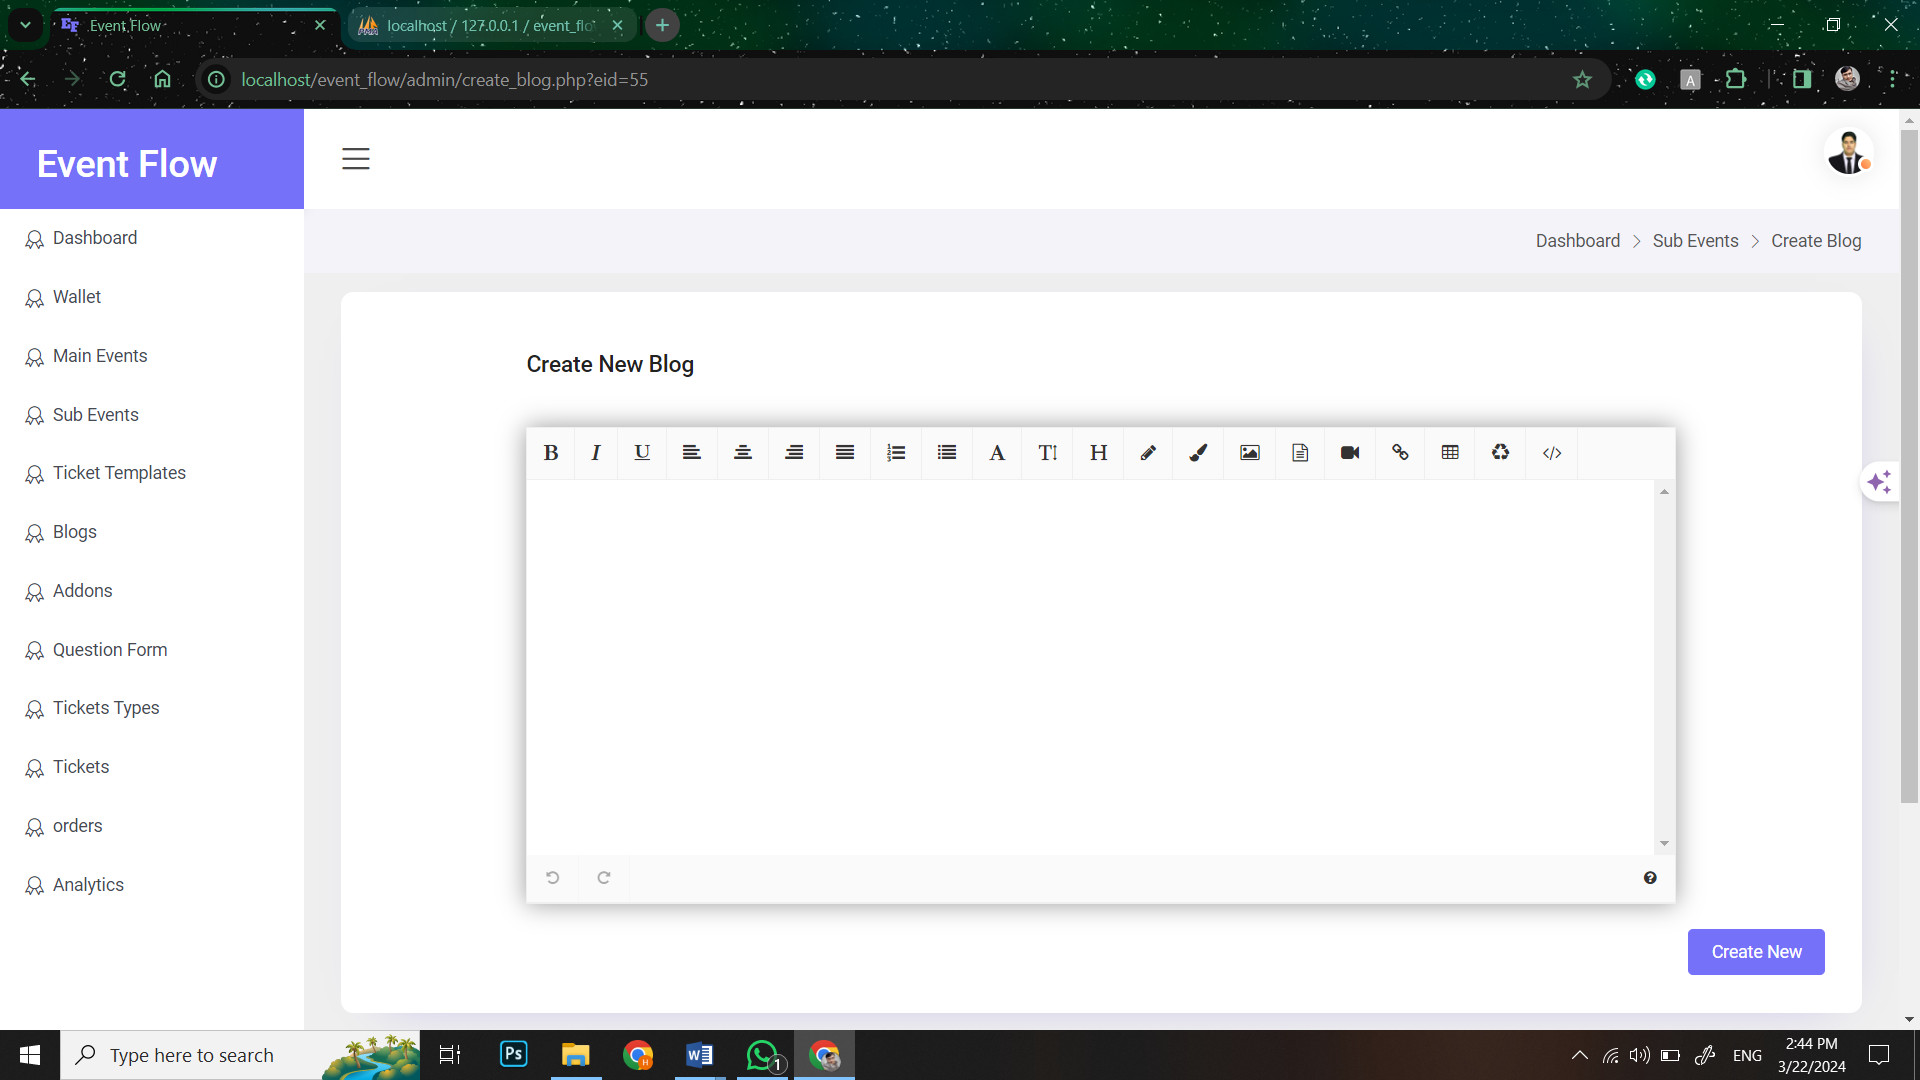 Event Flow
localhost / 127.0.0.1 / event_flo
localhost/event_flow/admin/create_blog.php?eid=55
A
Event Flow
Dashboard
Wallet
Main Events
Sub Events
Ticket Templates
Blogs
Addons
Question Form
Tickets Types
Tickets
orders
Analytics
Dashboard > Sub Events > Create Blog
Create New Blog
B I U A T H </>
Create New
Type here to search
Ps
W
1
ENG
2:44 PM
3/22/2024